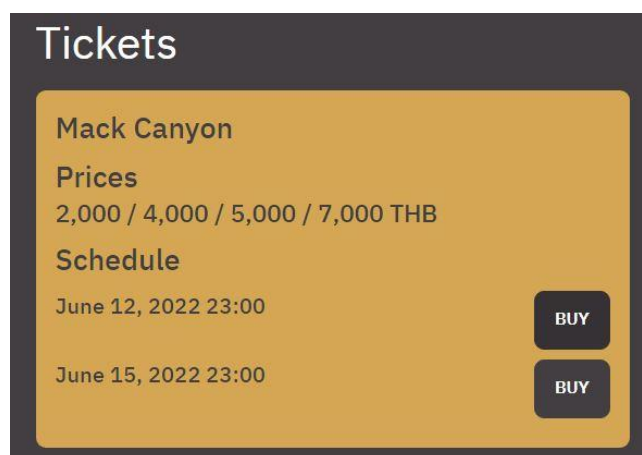 Tickets
Mack Canyon
Prices
2,000 / 4,000 / 5,000 / 7,000 THB
Schedule
June 12, 2022 23:00
BUY
June 15, 2022 23:00
BUY